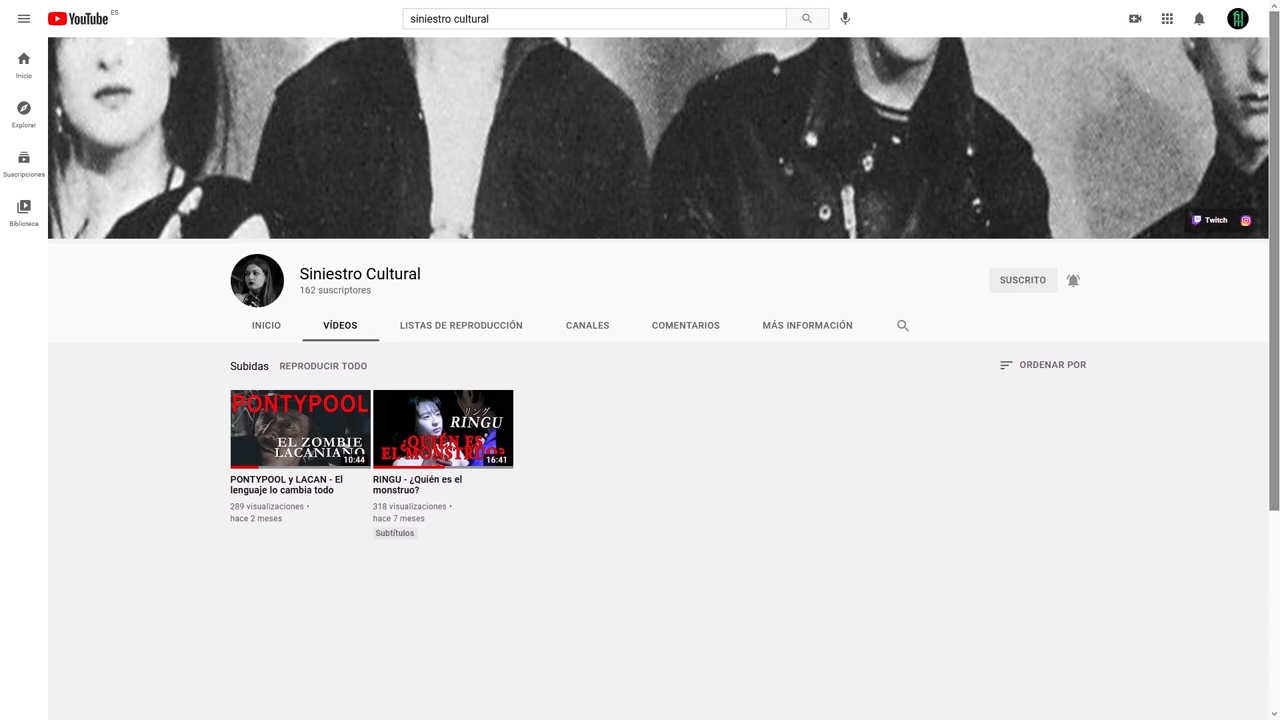 YouTube ES
siniestro cultural
Inicio
Explorar
Suscripciones
Biblioteca
Twitch
Siniestro Cultural
162 suscriptores
SUSCRITO
INICIO VÍDEOS LISTAS DE REPRODUCCIÓN CANALES COMENTARIOS MÁS INFORMACIÓN
Subidas REPRODUCIR TODO
ORDENAR POR
PONTYPOOL
EL ZOMBIE
LACANIANO
10:44
PONTYPOOL y LACAN - El
lenguaje lo cambia todo
289 visualizaciones •
hace 2 meses
リング
RINGU
¿QUIÉN ES
EL MONSTRUO?
16:41
RINGU - ¿Quién es el
monstruo?
318 visualizaciones •
hace 7 meses
Subtítulos